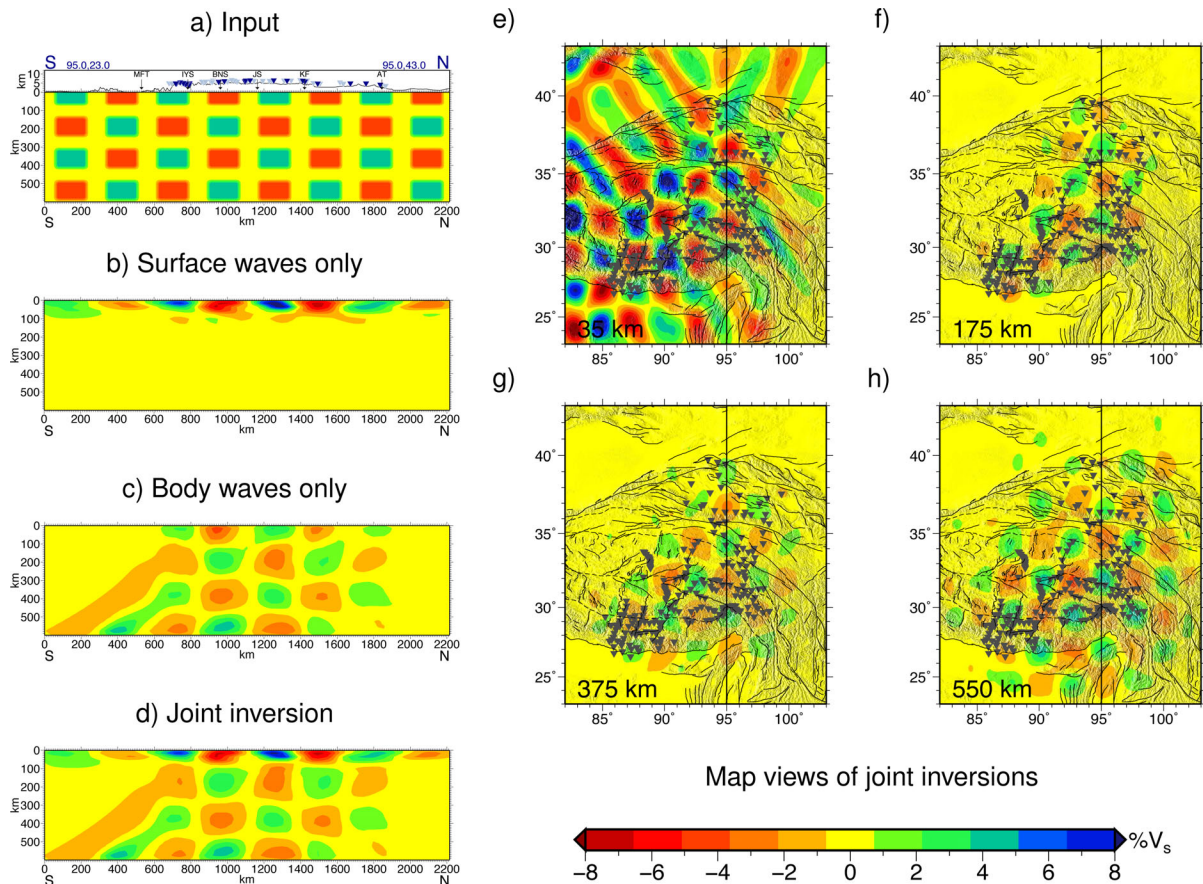 a) Input
S 95.0,23.0 95.0,43.0 N
MFT IYS BNS JS KF AT
km
10
0
0
100
200
300
400
500
km
0 200 400 600 800 1000 1200 1400 1600 1800 2000 2200
S km N
b) Surface waves only
0
100
200
300
400
500
km
0 200 400 600 800 1000 1200 1400 1600 1800 2000 2200
S km N
c) Body waves only
0
100
200
300
400
500
km
0 200 400 600 800 1000 1200 1400 1600 1800 2000 2200
S km N
d) Joint inversion
0
100
200
300
400
500
km
0 200 400 600 800 1000 1200 1400 1600 1800 2000 2200
S km N
e)
40°
35°
30°
25°
35 km
85° 90° 95° 100°
f)
40°
35°
30°
25°
175 km
85° 90° 95° 100°
g)
40°
35°
30°
25°
375 km
85° 90° 95° 100°
h)
40°
35°
30°
25°
550 km
85° 90° 95° 100°
Map views of joint inversions
%Vs
−8 −6 −4 −2 0 2 4 6 8